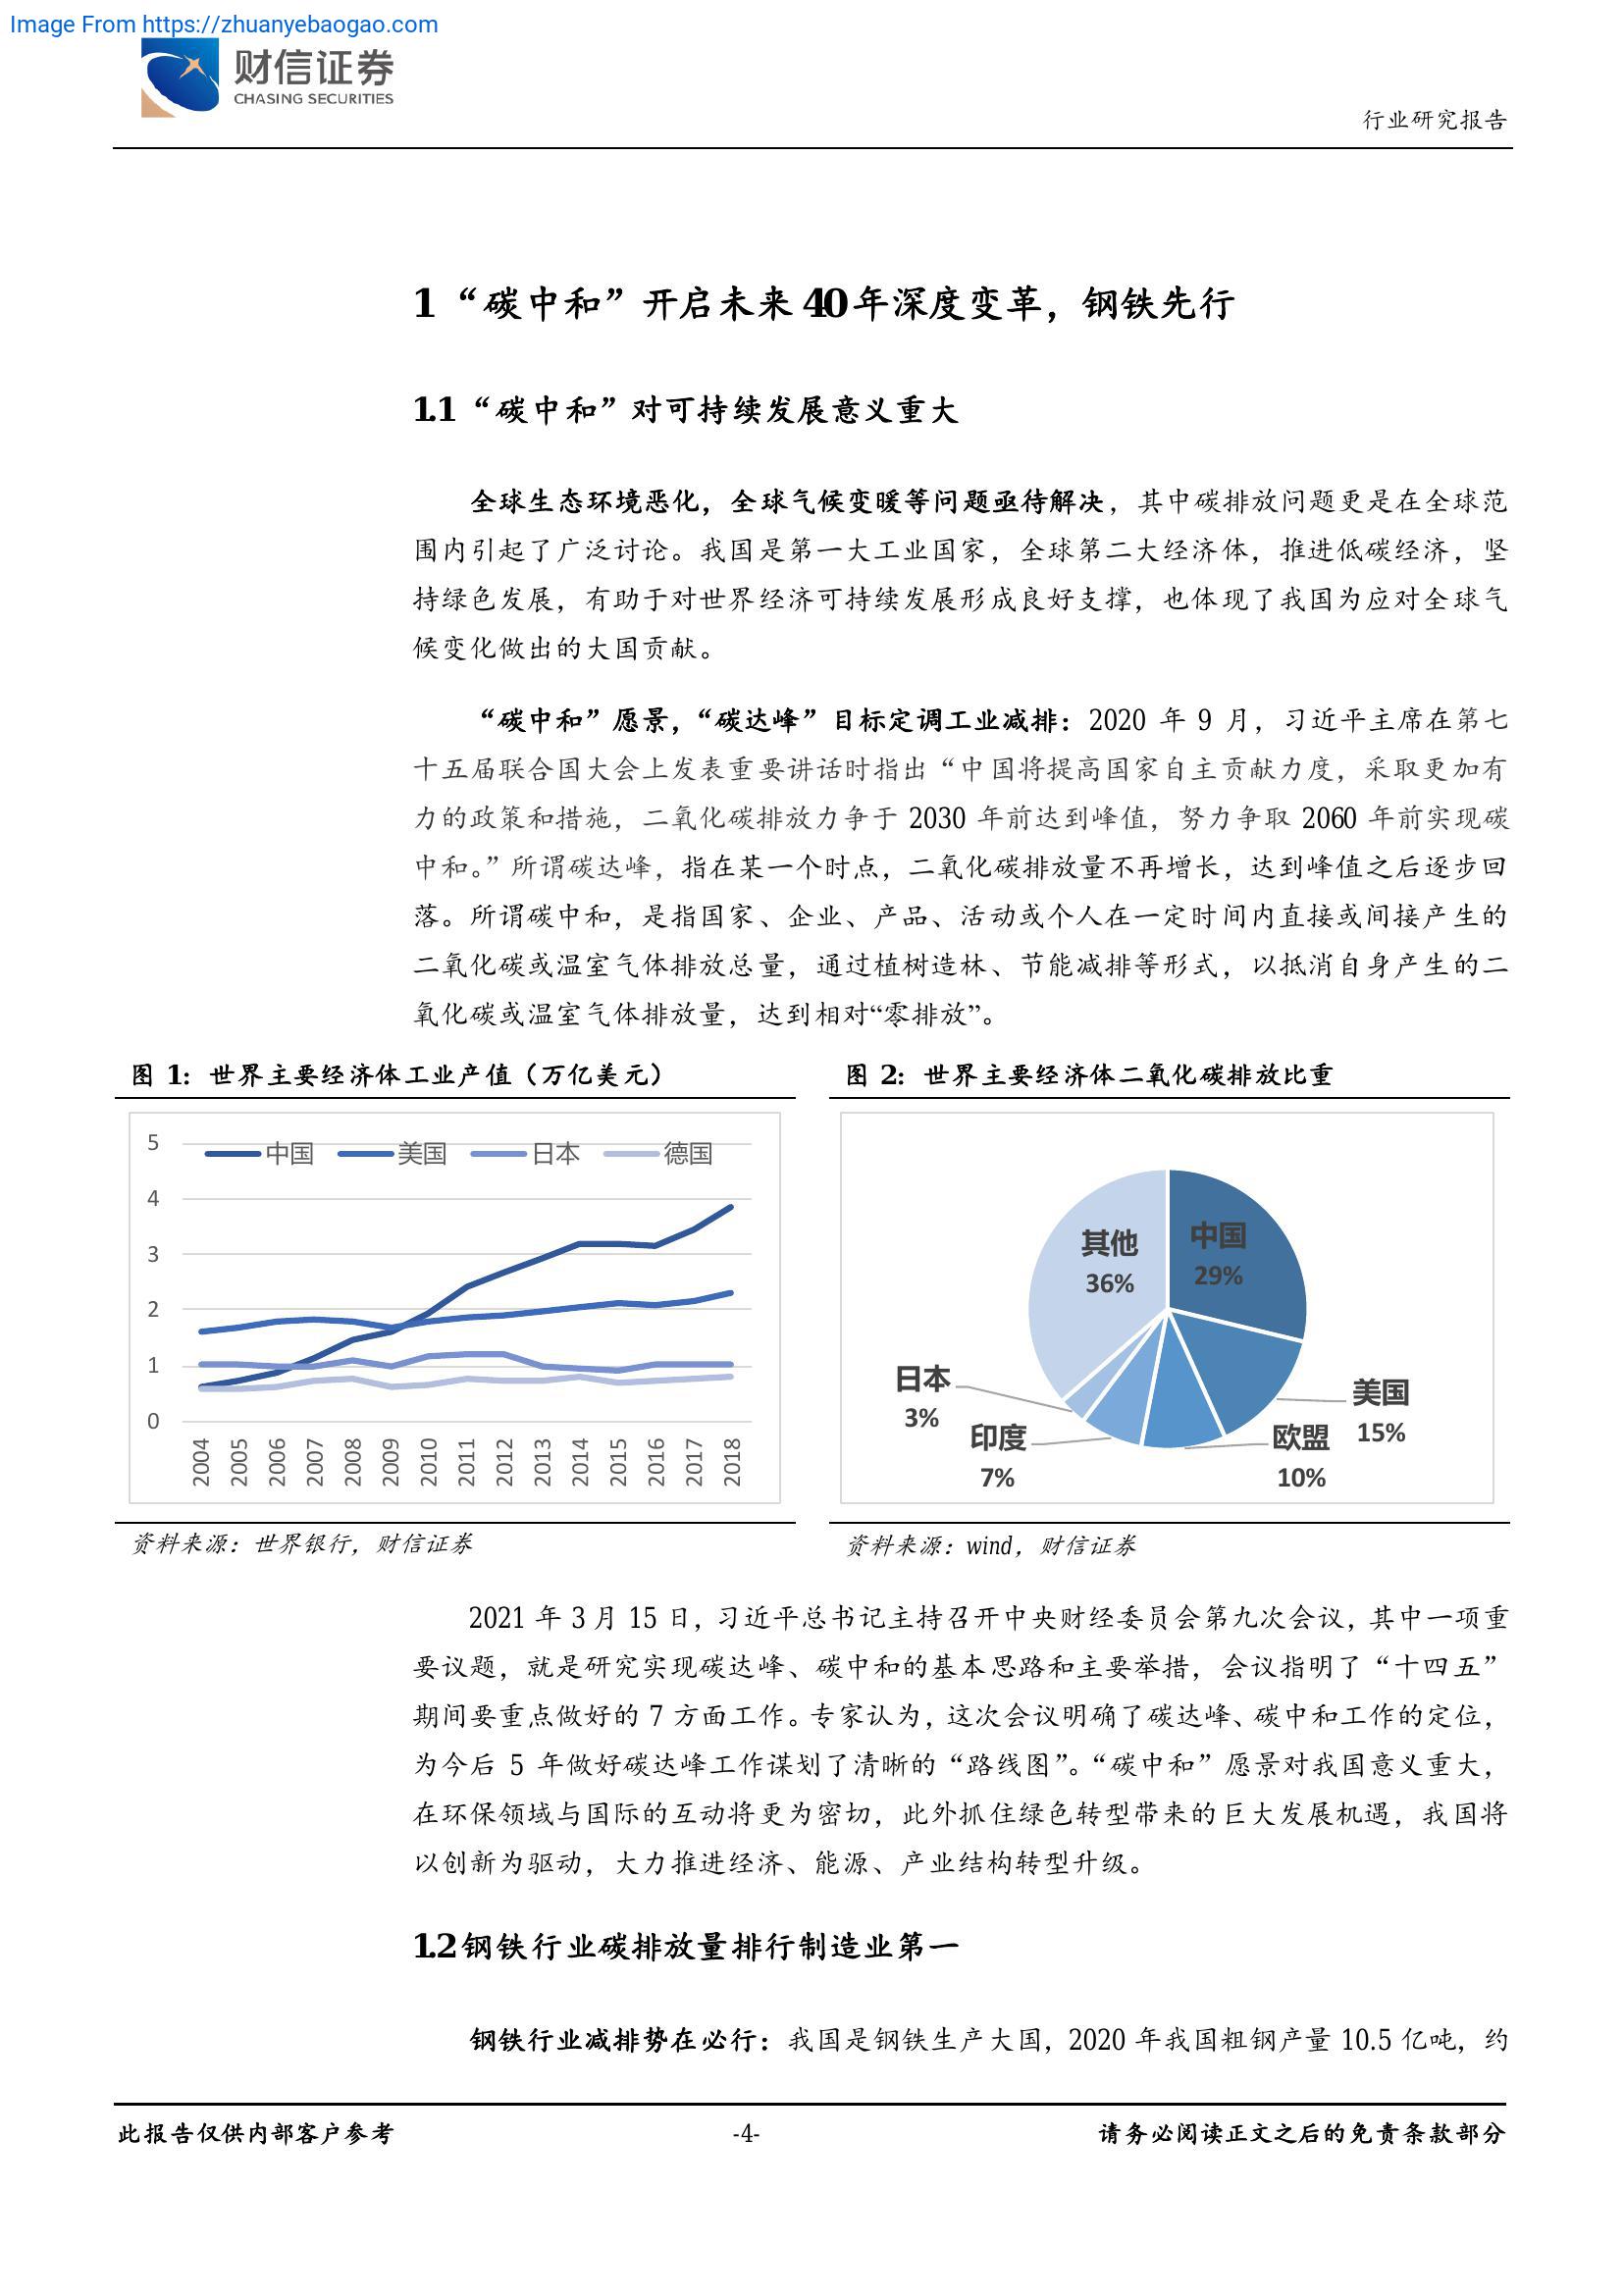 Image From https://zhuanyebaogao.com
财信证券
CHASING SECURITIES
行业研究报告
1 “碳中和”开启未来 40 年深度变革，钢铁先行
1.1 “碳中和”对可持续发展意义重大
全球生态环境恶化，全球气候变暖等问题亟待解决，其中碳排放问题更是在全球范
围内引起了广泛讨论。我国是第一大工业国家，全球第二大经济体，推进低碳经济，坚
持绿色发展，有助于对世界经济可持续发展形成良好支撑，也体现了我国为应对全球气
候变化做出的大国贡献。
“碳中和”愿景，“碳达峰”目标定调工业减排：2020 年 9 月，习近平主席在第七
十五届联合国大会上发表重要讲话时指出“中国将提高国家自主贡献力度，采取更加有
力的政策和措施，二氧化碳排放力争于 2030 年前达到峰值，努力争取 2060 年前实现碳
中和。”所谓碳达峰，指在某一个时点，二氧化碳排放量不再增长，达到峰值之后逐步回
落。所谓碳中和，是指国家、企业、产品、活动或个人在一定时间内直接或间接产生的
二氧化碳或温室气体排放总量，通过植树造林、节能减排等形式，以抵消自身产生的二
氧化碳或温室气体排放量，达到相对“零排放”。
图 1：世界主要经济体工业产值（万亿美元）
5
4
3
2
1
0
中国 美国 日本 德国
2004 2005 2006 2007 2008 2009 2010 2011 2012 2013 2014 2015 2016 2017 2018
资料来源：世界银行，财信证券
图 2：世界主要经济体二氧化碳排放比重
中国
29%
美国
15%
欧盟
10%
印度
7%
日本
3%
其他
36%
资料来源：wind，财信证券
2021 年 3 月 15 日，习近平总书记主持召开中央财经委员会第九次会议，其中一项重
要议题，就是研究实现碳达峰、碳中和的基本思路和主要举措，会议指明了“十四五”
期间要重点做好的 7 方面工作。专家认为，这次会议明确了碳达峰、碳中和工作的定位，
为今后 5 年做好碳达峰工作谋划了清晰的“路线图”。“碳中和”愿景对我国意义重大，
在环保领域与国际的互动将更为密切，此外抓住绿色转型带来的巨大发展机遇，我国将
以创新为驱动，大力推进经济、能源、产业结构转型升级。
1.2 钢铁行业碳排放量排行制造业第一
钢铁行业减排势在必行：我国是钢铁生产大国，2020 年我国粗钢产量 10.5 亿吨，约
此报告仅供内部客户参考
-4-
请务必阅读正文之后的免责条款部分